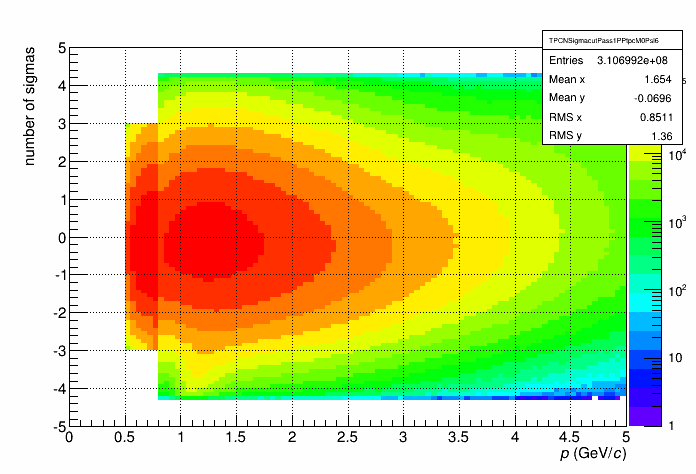 TPCNSigmacutPass1PPtpcM0Psl6
Entries 3.106992e+08
Mean x 1.654
Mean y -0.0696
RMS x 0.8511
RMS y 1.36
number of sigmas
5
4
3
2
1
0
-1
-2
-3
-4
-5
0 0.5 1 1.5 2 2.5 3 3.5 4 4.5 5
p (GeV/c)
5
10⁴
10³
10²
10
1